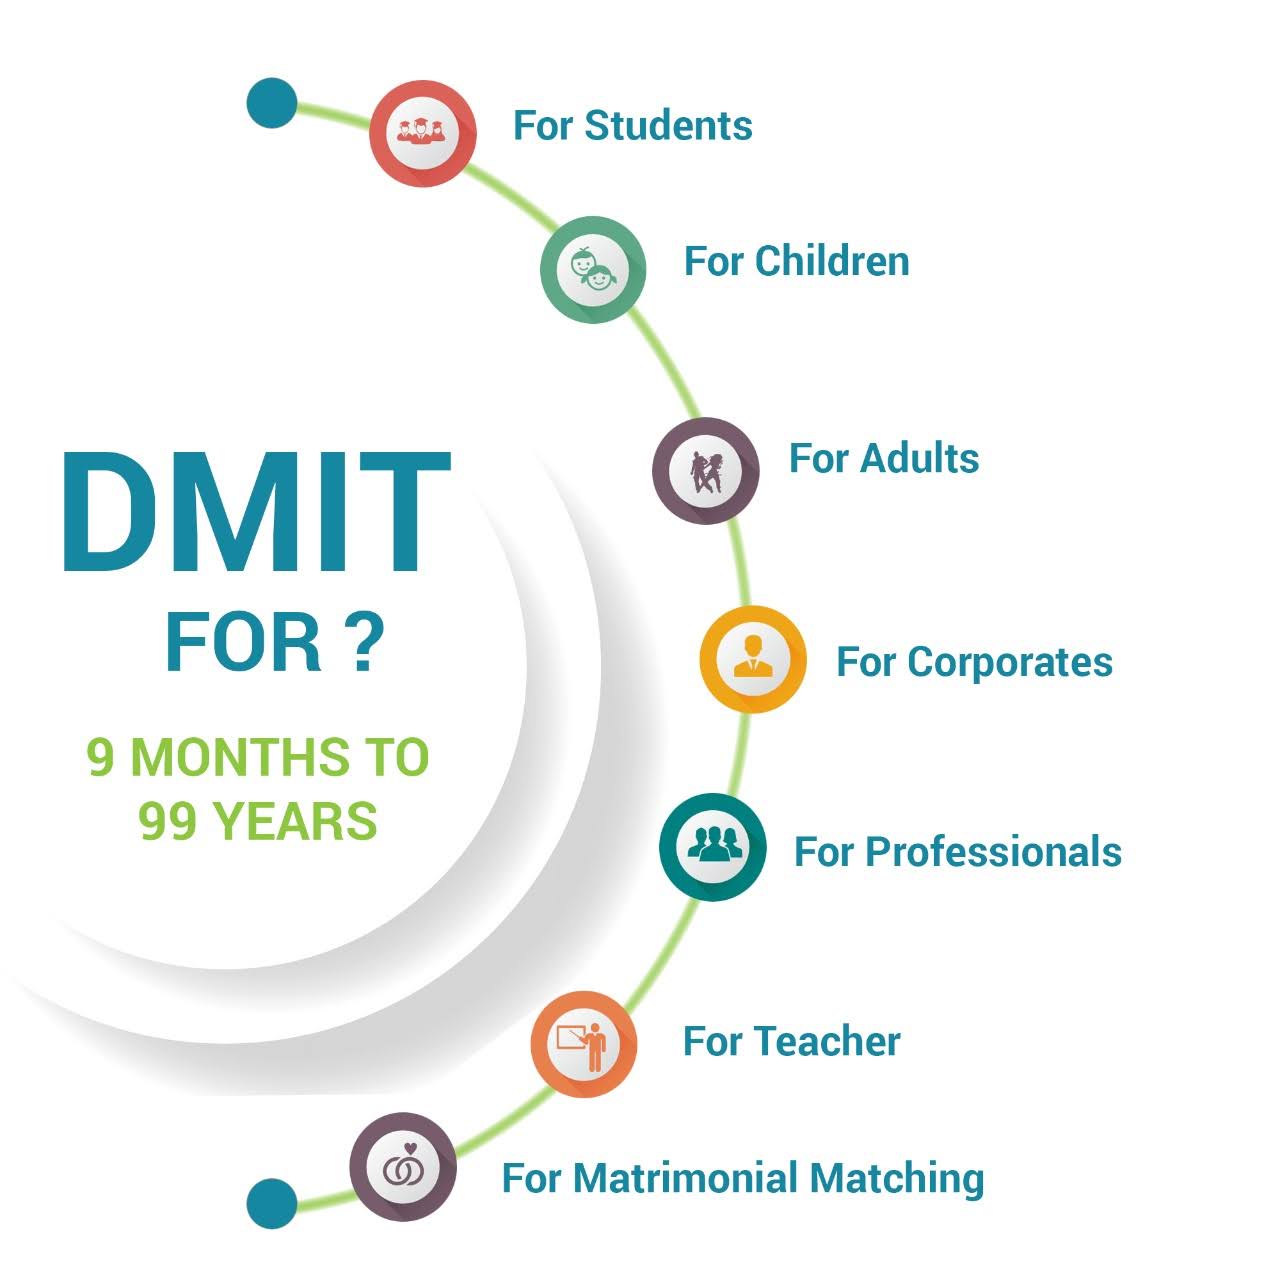 DMIT
FOR ?
9 MONTHS TO
99 YEARS
For Students
For Children
For Adults
For Corporates
For Professionals
For Teacher
For Matrimonial Matching